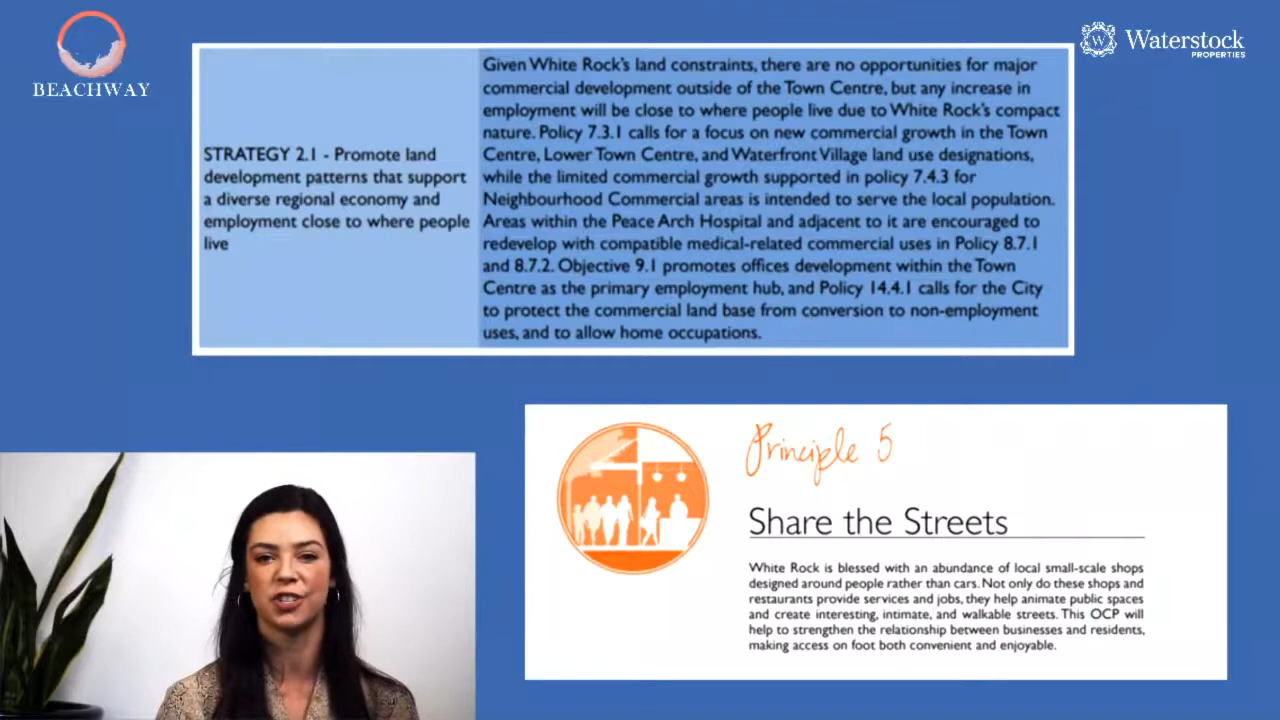 BEACHWAY
Waterstock
PROPERTIES
STRATEGY 2.1 - Promote land
development patterns that support
a diverse regional economy and
employment close to where people
live
Given White Rock's land constraints, there are no opportunities for major
commercial development outside of the Town Centre, but any increase in
employment will be close to where people live due to White Rock's compact
nature. Policy 7.3.1 calls for a focus on new commercial growth in the Town
Centre, Lower Town Centre, and Waterfront Village land use designations,
while the limited commercial growth supported in policy 7.4.3 for
Neighbourhood Commercial areas is intended to serve the local population.
Areas within the Peace Arch Hospital and adjacent to it are encouraged to
redevelop with compatible medical-related commercial uses in Policy 8.7.1
and 8.7.2. Objective 9.1 promotes offices development within the Town
Centre as the primary employment hub, and Policy 14.4.1 calls for the City
to protect the commercial land base from conversion to non-employment
uses, and to allow home occupations.
Principle 5
Share the Streets
White Rock is blessed with an abundance of local small-scale shops
designed around people rather than cars. Not only do these shops and
restaurants provide services and jobs, they help animate public spaces
and create interesting, intimate, and walkable streets. This OCP will
help to strengthen the relationship between businesses and residents,
making access on foot both convenient and enjoyable.